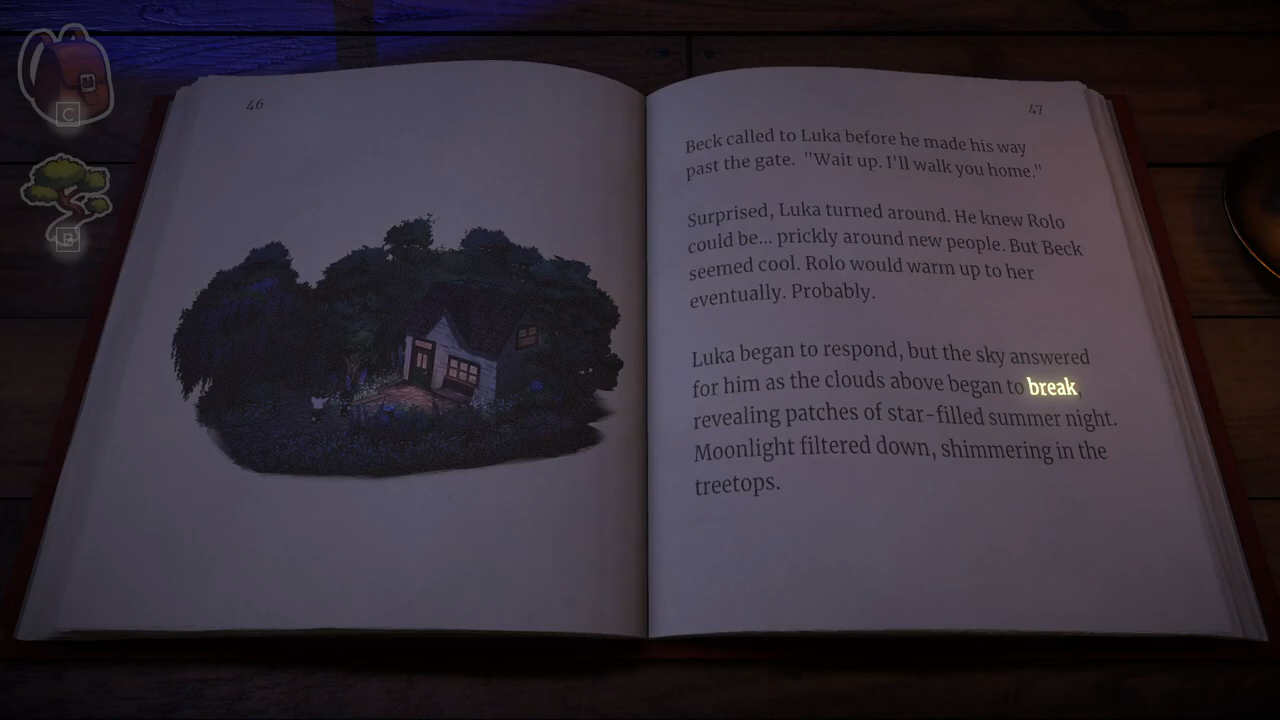 C
B
46
47
Beck called to Luka before he made his way
past the gate.  "Wait up. I'll walk you home."
Surprised, Luka turned around. He knew Rolo
could be... prickly around new people. But Beck
seemed cool. Rolo would warm up to her
eventually. Probably.
Luka began to respond, but the sky answered
for him as the clouds above began to break,
revealing patches of star-filled summer night.
Moonlight filtered down, shimmering in the
treetops.